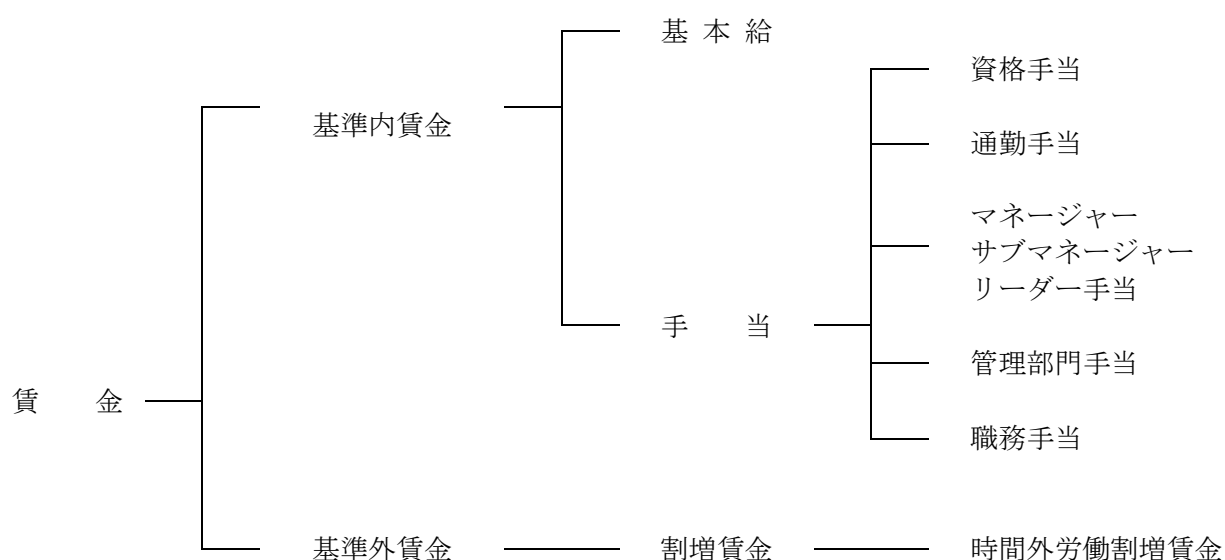 基 本 給
資格手当
基準内賃金
通勤手当
マネージャー
サブマネージャー
リーダー手当
手　　当
管理部門手当
賃　　金
職務手当
基準外賃金
割増賃金
時間外労働割増賃金